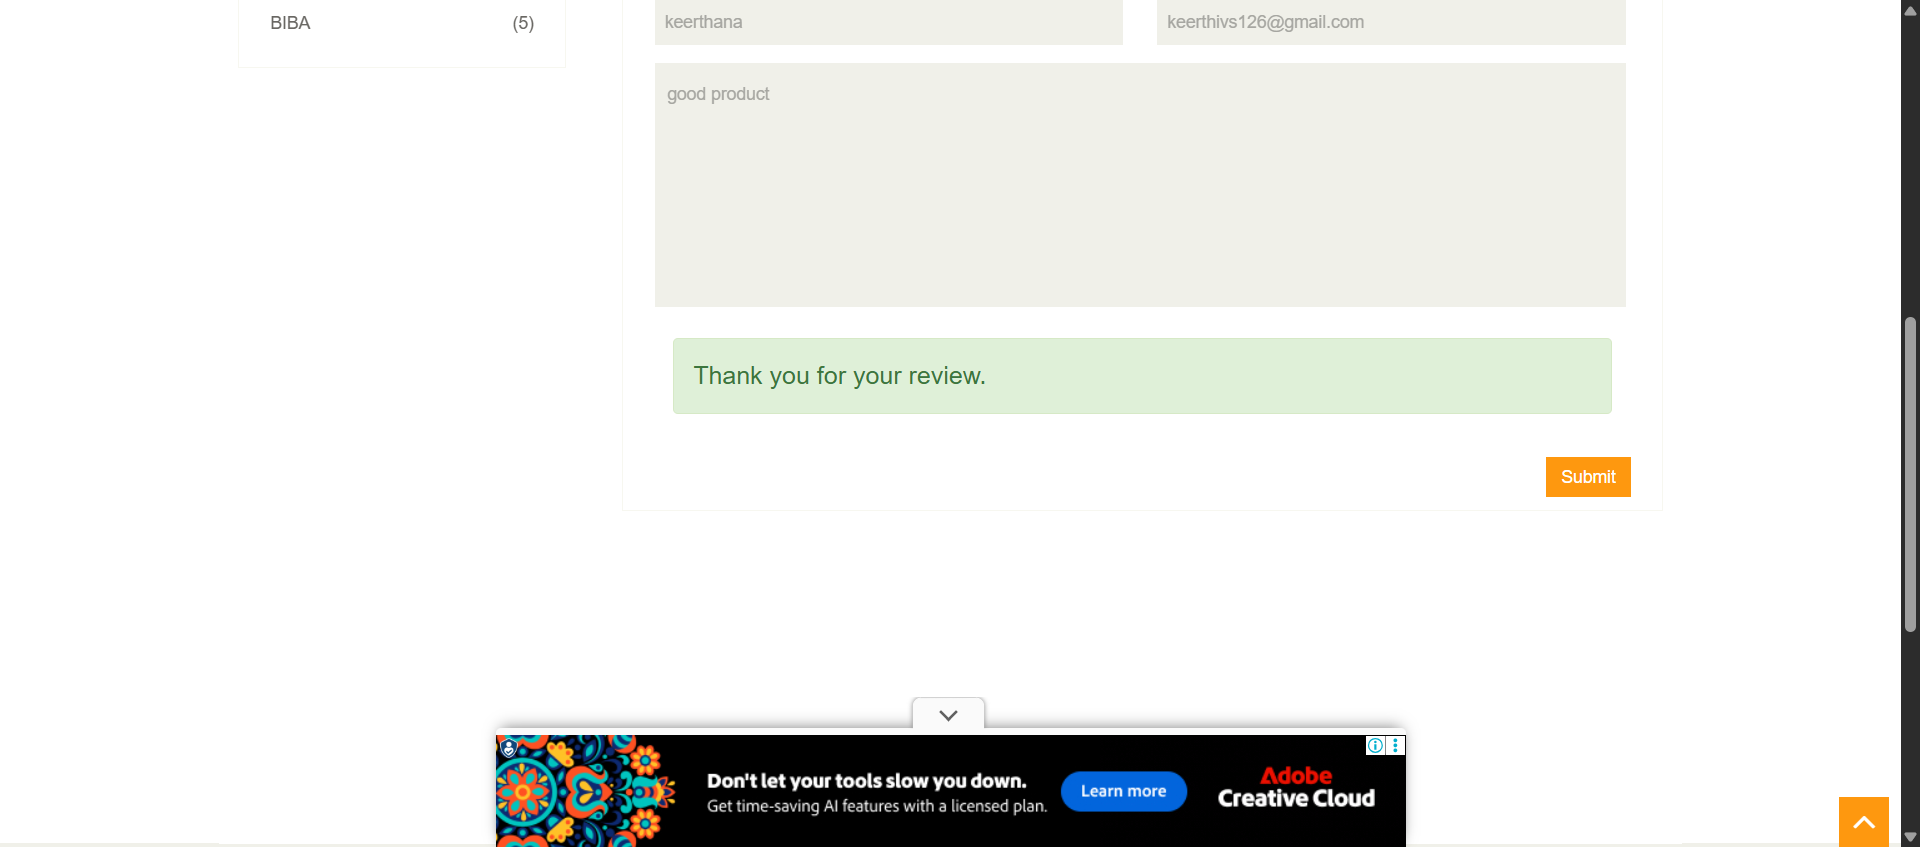 BIBA (5)
keerthana
keerthivs126@gmail.com
good product
Thank you for your review.
Submit
Don't let your tools slow you down.
Get time-saving AI features with a licensed plan.
Learn more
Adobe
Creative Cloud